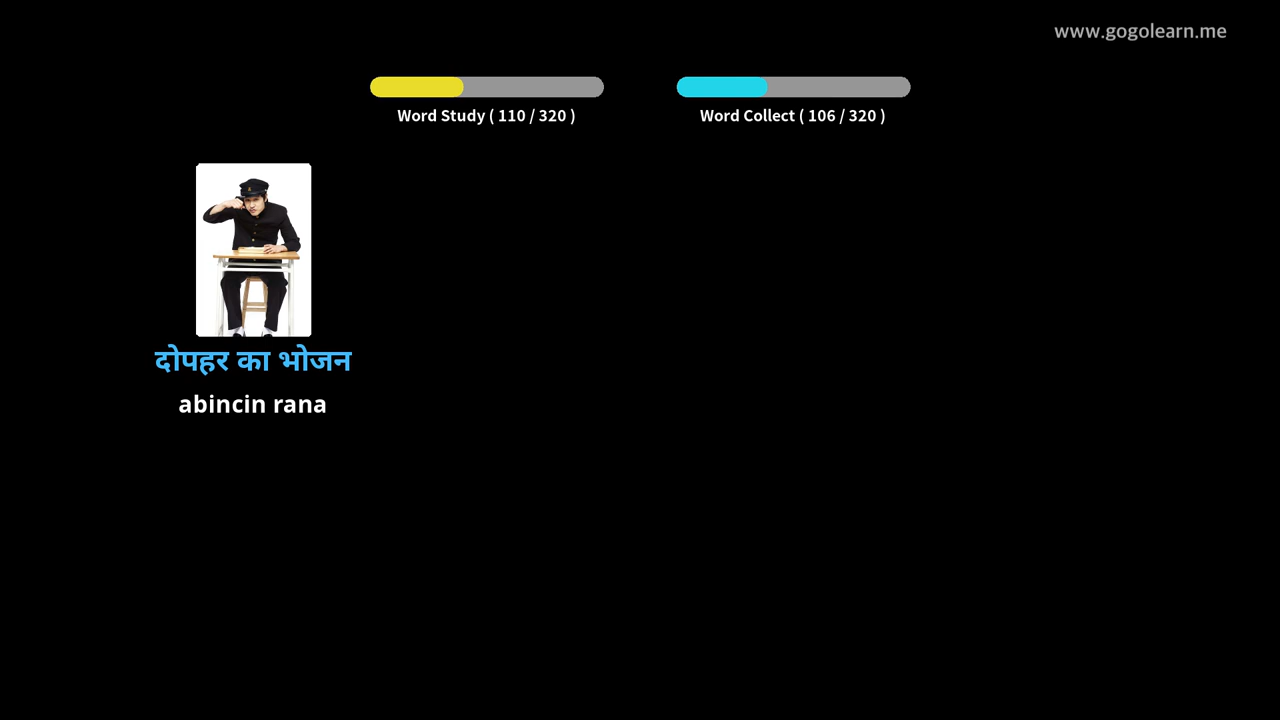 www.gogolearn.me
Word Study ( 110 / 320 )
Word Collect ( 106 / 320 )
दोपहर का भोजन
abincin rana